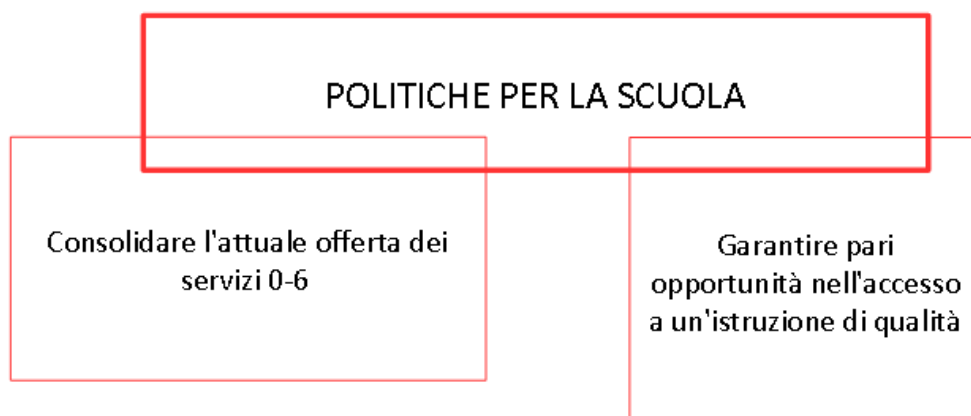 POLITICHE PER LA SCUOLA
Consolidare l'attuale offerta dei
servizi 0-6
Garantire pari
opportunità nell'accesso
a un'istruzione di qualità